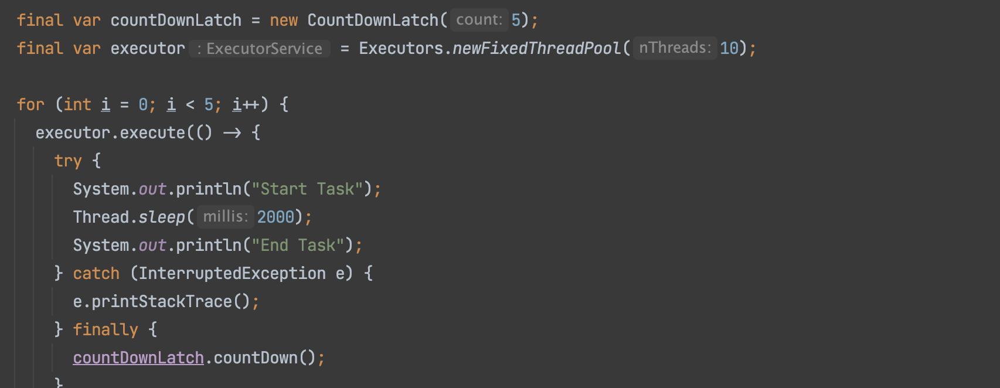 final var countDownLatch = new CountDownLatch( count: 5);
final var executor : ExecutorService = Executors.newFixedThreadPool( nThreads: 10);
for (int i = 0; i < 5; i++) {
executor.execute(() -> {
try {
System.out.println("Start Task");
Thread.sleep( millis: 2000);
System.out.println("End Task");
} catch (InterruptedException e) {
e.printStackTrace();
} finally {
countDownLatch.countDown();
}